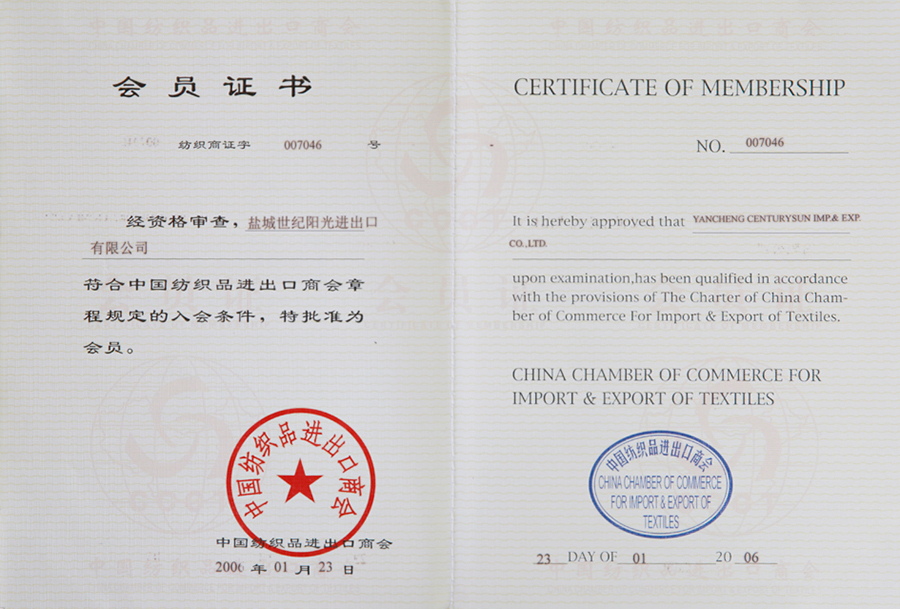 会员证书
纺织商证字 007046 号
经资格审查，盐城世纪阳光进出口
有限公司
符合中国纺织品进出口商会章
程规定的入会条件，特批准为
会员。
中国纺织品进出口商会
中国纺织品进出口商会
2006 年 01 月 23 日
CERTIFICATE OF MEMBERSHIP
NO. 007046
It is hereby approved that YANCHENG CENTURYSUN IMP.& EXP.
CO.,LTD.
upon examination,has been qualified in accordance
with the provisions of The Charter of China Cham-
ber of Commerce For Import & Export of Textiles.
CHINA CHAMBER OF COMMERCE FOR
IMPORT & EXPORT OF TEXTILES
中国纺织品进出口商会
CHINA CHAMBER OF COMMERCE
FOR IMPORT & EXPORT OF
TEXTILES
23 DAY OF 01 20 06